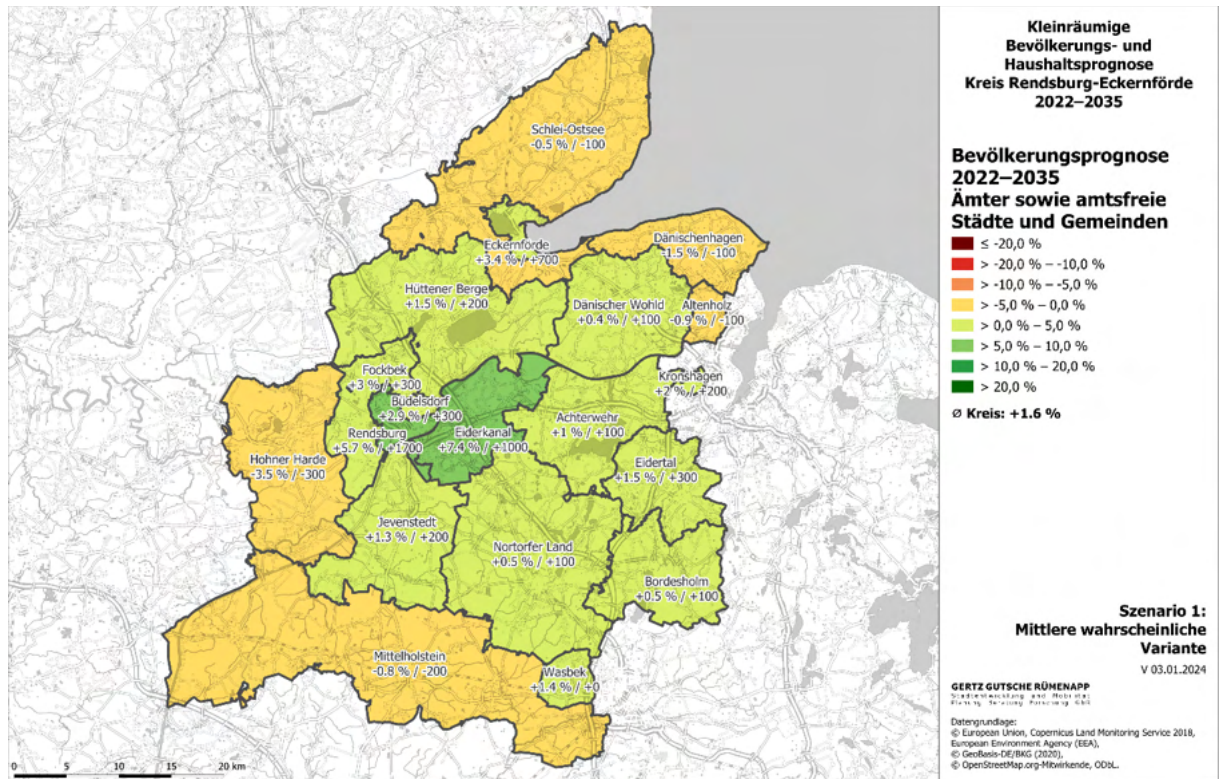 Kleinräumige
Bevölkerungs- und
Haushaltsprognose
Kreis Rendsburg-Eckernförde
2022–2035
Bevölkerungsprognose
2022–2035
Ämter sowie amtsfreie
Städte und Gemeinden
≤ -20,0 %
> -20,0 % – -10,0 %
> -10,0 % – -5,0 %
> -5,0 % – 0,0 %
> 0,0 % – 5,0 %
> 5,0 % – 10,0 %
> 10,0 % – 20,0 %
> 20,0 %
Ø Kreis: +1.6 %
Schlei-Ostsee
-0.5 % / -100
Eckernförde
+3.4 % / +700
Dänischenhagen
-1.5 % / -100
Hüttener Berge
+1.5 % / +200
Dänischer Wohld
+0.4 % / +100
Altenholz
-0.9 % / -100
Fockbek
+3 % / +300
Kronshagen
+2 % / +200
Büdelsdorf
+2.9 % / +300
Achterwehr
+1 % / +100
Rendsburg
+5.7 % / +1700
Eiderkanal
+7.4 % / +1000
Hohner Harde
-3.5 % / -300
Eidertal
+1.5 % / +300
Jevenstedt
+1.3 % / +200
Nortorfer Land
+0.5 % / +100
Bordesholm
+0.5 % / +100
Mittelholstein
-0.8 % / -200
Wasbek
+1.4 % / +0
0 5 10 15 20 km
Szenario 1:
Mittlere wahrscheinliche
Variante
V 03.01.2024
GERTZ GUTSCHE RÜMENAPP
Stadtentwicklung und Mobilität
Planung Beratung Forschung GbR
Datengrundlage:
© European Union, Copernicus Land Monitoring Service 2018,
European Environment Agency (EEA),
© GeoBasis-DE/BKG (2020),
© OpenStreetMap.org-Mitwirkende, ODbL.